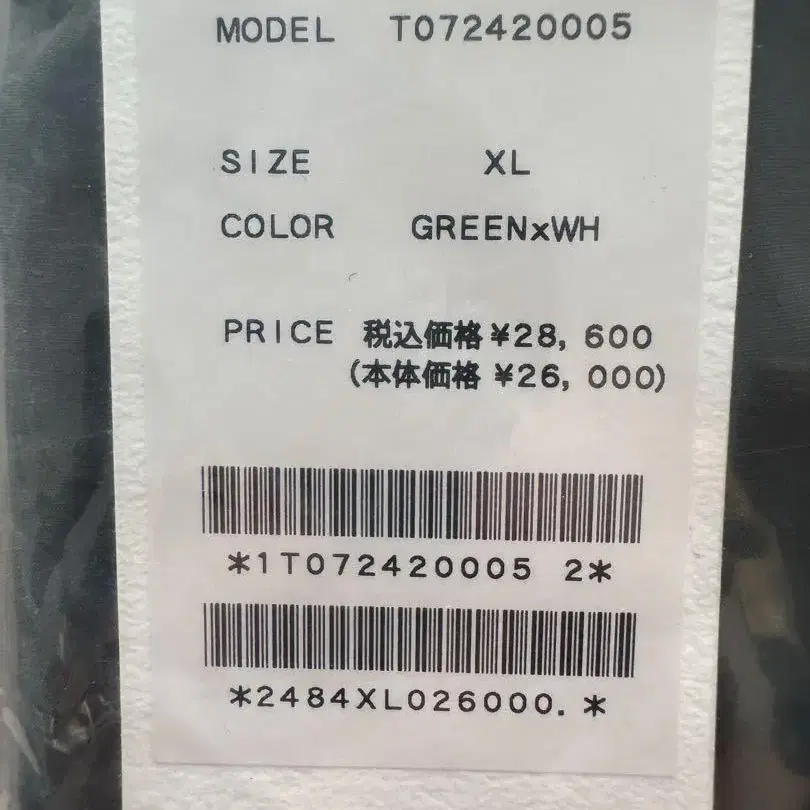 MODEL T072420005
SIZE XL
COLOR GREENxWH
PRICE 税込価格 ¥28, 600
(本体価格 ¥26, 000)
*1T072420005 2*
*2484XL026000. *